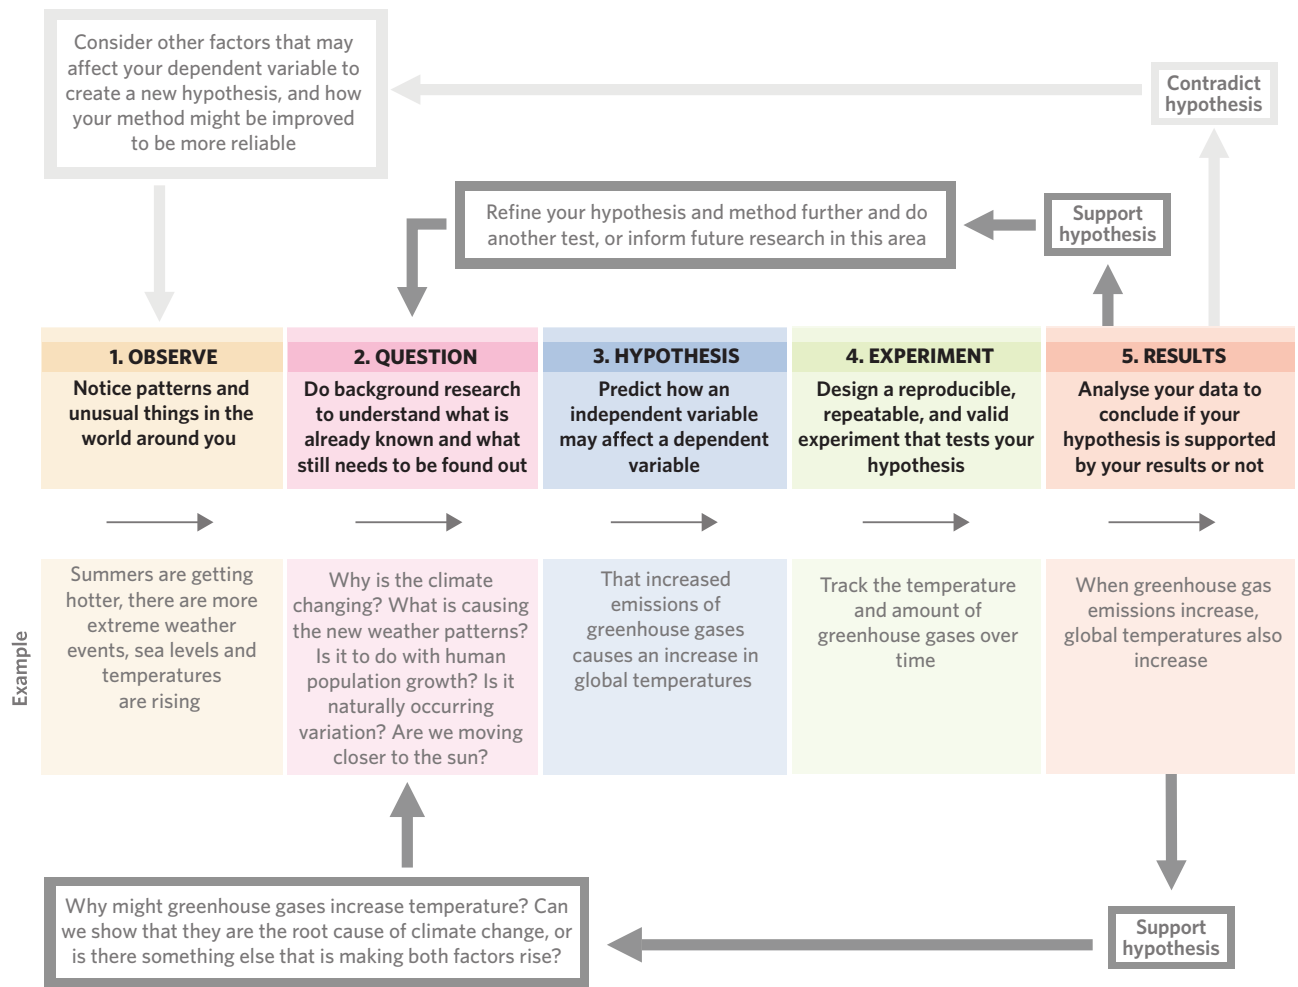 Consider other factors that may
affect your dependent variable to
create a new hypothesis, and how
your method might be improved
to be more reliable
Contradict
hypothesis
Refine your hypothesis and method further and do
another test, or inform future research in this area
Support
hypothesis
1. OBSERVE
Notice patterns and
unusual things in the
world around you
2. QUESTION
Do background research
to understand what is
already known and what
still needs to be found out
3. HYPOTHESIS
Predict how an
independent variable
may affect a dependent
variable
4. EXPERIMENT
Design a reproducible,
repeatable, and valid
experiment that tests your
hypothesis
5. RESULTS
Analyse your data to
conclude if your
hypothesis is supported
by your results or not
Example
Summers are getting
hotter, there are more
extreme weather
events, sea levels and
temperatures
are rising
Why is the climate
changing? What is causing
the new weather patterns?
Is it to do with human
population growth? Is it
naturally occurring
variation? Are we moving
closer to the sun?
That increased
emissions of
greenhouse gases
causes an increase in
global temperatures
Track the temperature
and amount of
greenhouse gases over
time
When greenhouse gas
emissions increase,
global temperatures also
increase
Why might greenhouse gases increase temperature? Can
we show that they are the root cause of climate change, or
is there something else that is making both factors rise?
Support
hypothesis